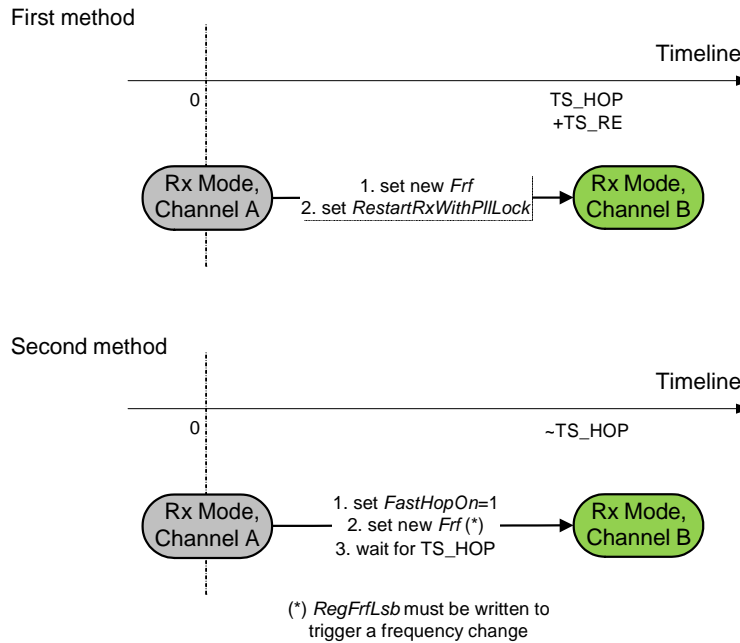 First method
Timeline
0
TS_HOP
+TS_RE
Rx Mode,
Channel A
1. set new Frf
2. set RestartRxWithPllLock
Rx Mode,
Channel B
Second method
Timeline
0
~TS_HOP
Rx Mode,
Channel A
1. set FastHopOn=1
2. set new Frf (*)
3. wait for TS_HOP
Rx Mode,
Channel B
(*) RegFrfLsb must be written to
trigger a frequency change